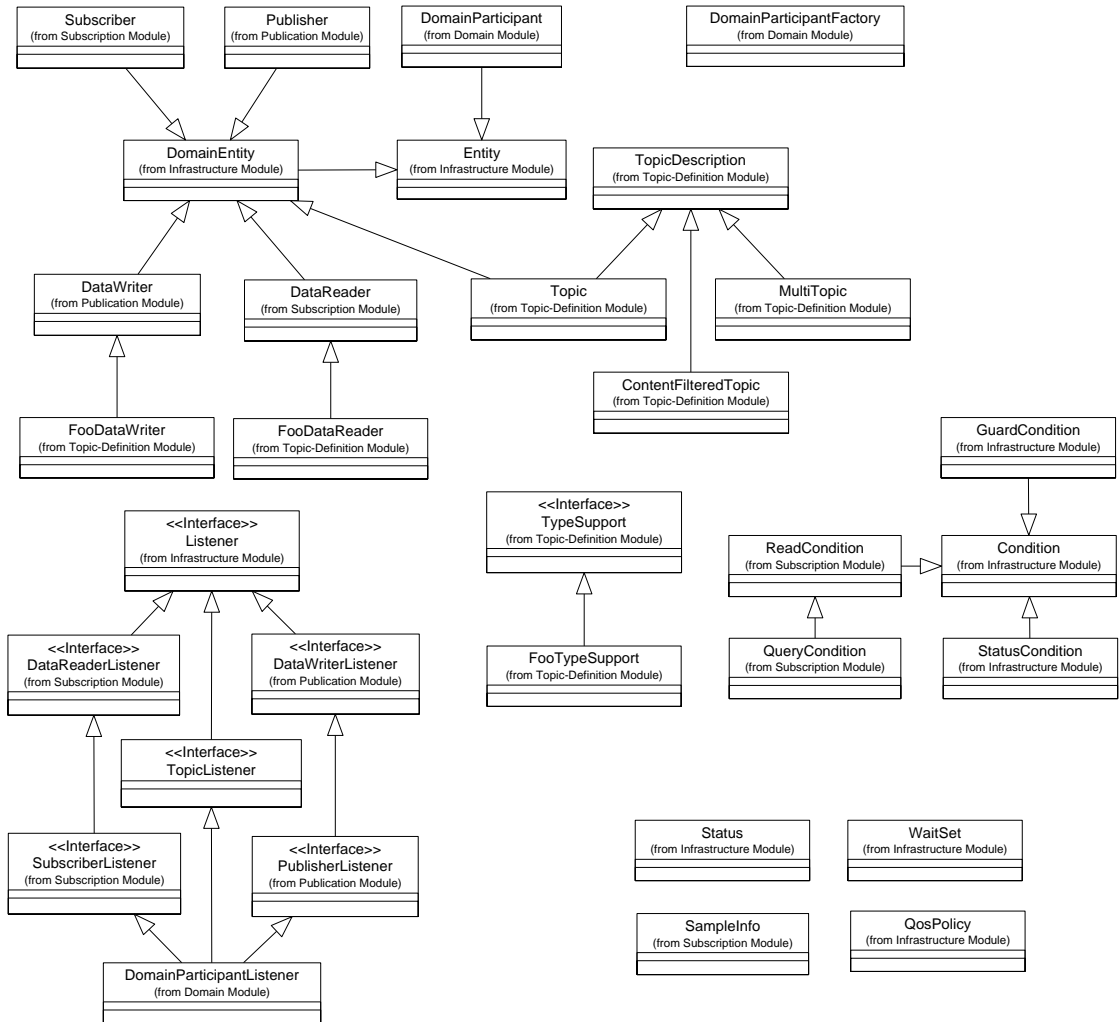 Subscriber
(from Subscription Module)
Publisher
(from Publication Module)
DomainParticipant
(from Domain Module)
DomainParticipantFactory
(from Domain Module)
DomainEntity
(from Infrastructure Module)
Entity
(from Infrastructure Module)
TopicDescription
(from Topic-Definition Module)
DataWriter
(from Publication Module)
DataReader
(from Subscription Module)
Topic
(from Topic-Definition Module)
MultiTopic
(from Topic-Definition Module)
ContentFilteredTopic
(from Topic-Definition Module)
FooDataWriter
(from Topic-Definition Module)
FooDataReader
(from Topic-Definition Module)
GuardCondition
(from Infrastructure Module)
<<Interface>>
Listener
(from Infrastructure Module)
<<Interface>>
TypeSupport
(from Topic-Definition Module)
ReadCondition
(from Subscription Module)
Condition
(from Infrastructure Module)
<<Interface>>
DataReaderListener
(from Subscription Module)
<<Interface>>
DataWriterListener
(from Publication Module)
FooTypeSupport
(from Topic-Definition Module)
QueryCondition
(from Subscription Module)
StatusCondition
(from Infrastructure Module)
<<Interface>>
TopicListener
<<Interface>>
SubscriberListener
(from Subscription Module)
<<Interface>>
PublisherListener
(from Publication Module)
Status
(from Infrastructure Module)
WaitSet
(from Infrastructure Module)
SampleInfo
(from Subscription Module)
QosPolicy
(from Infrastructure Module)
DomainParticipantListener
(from Domain Module)